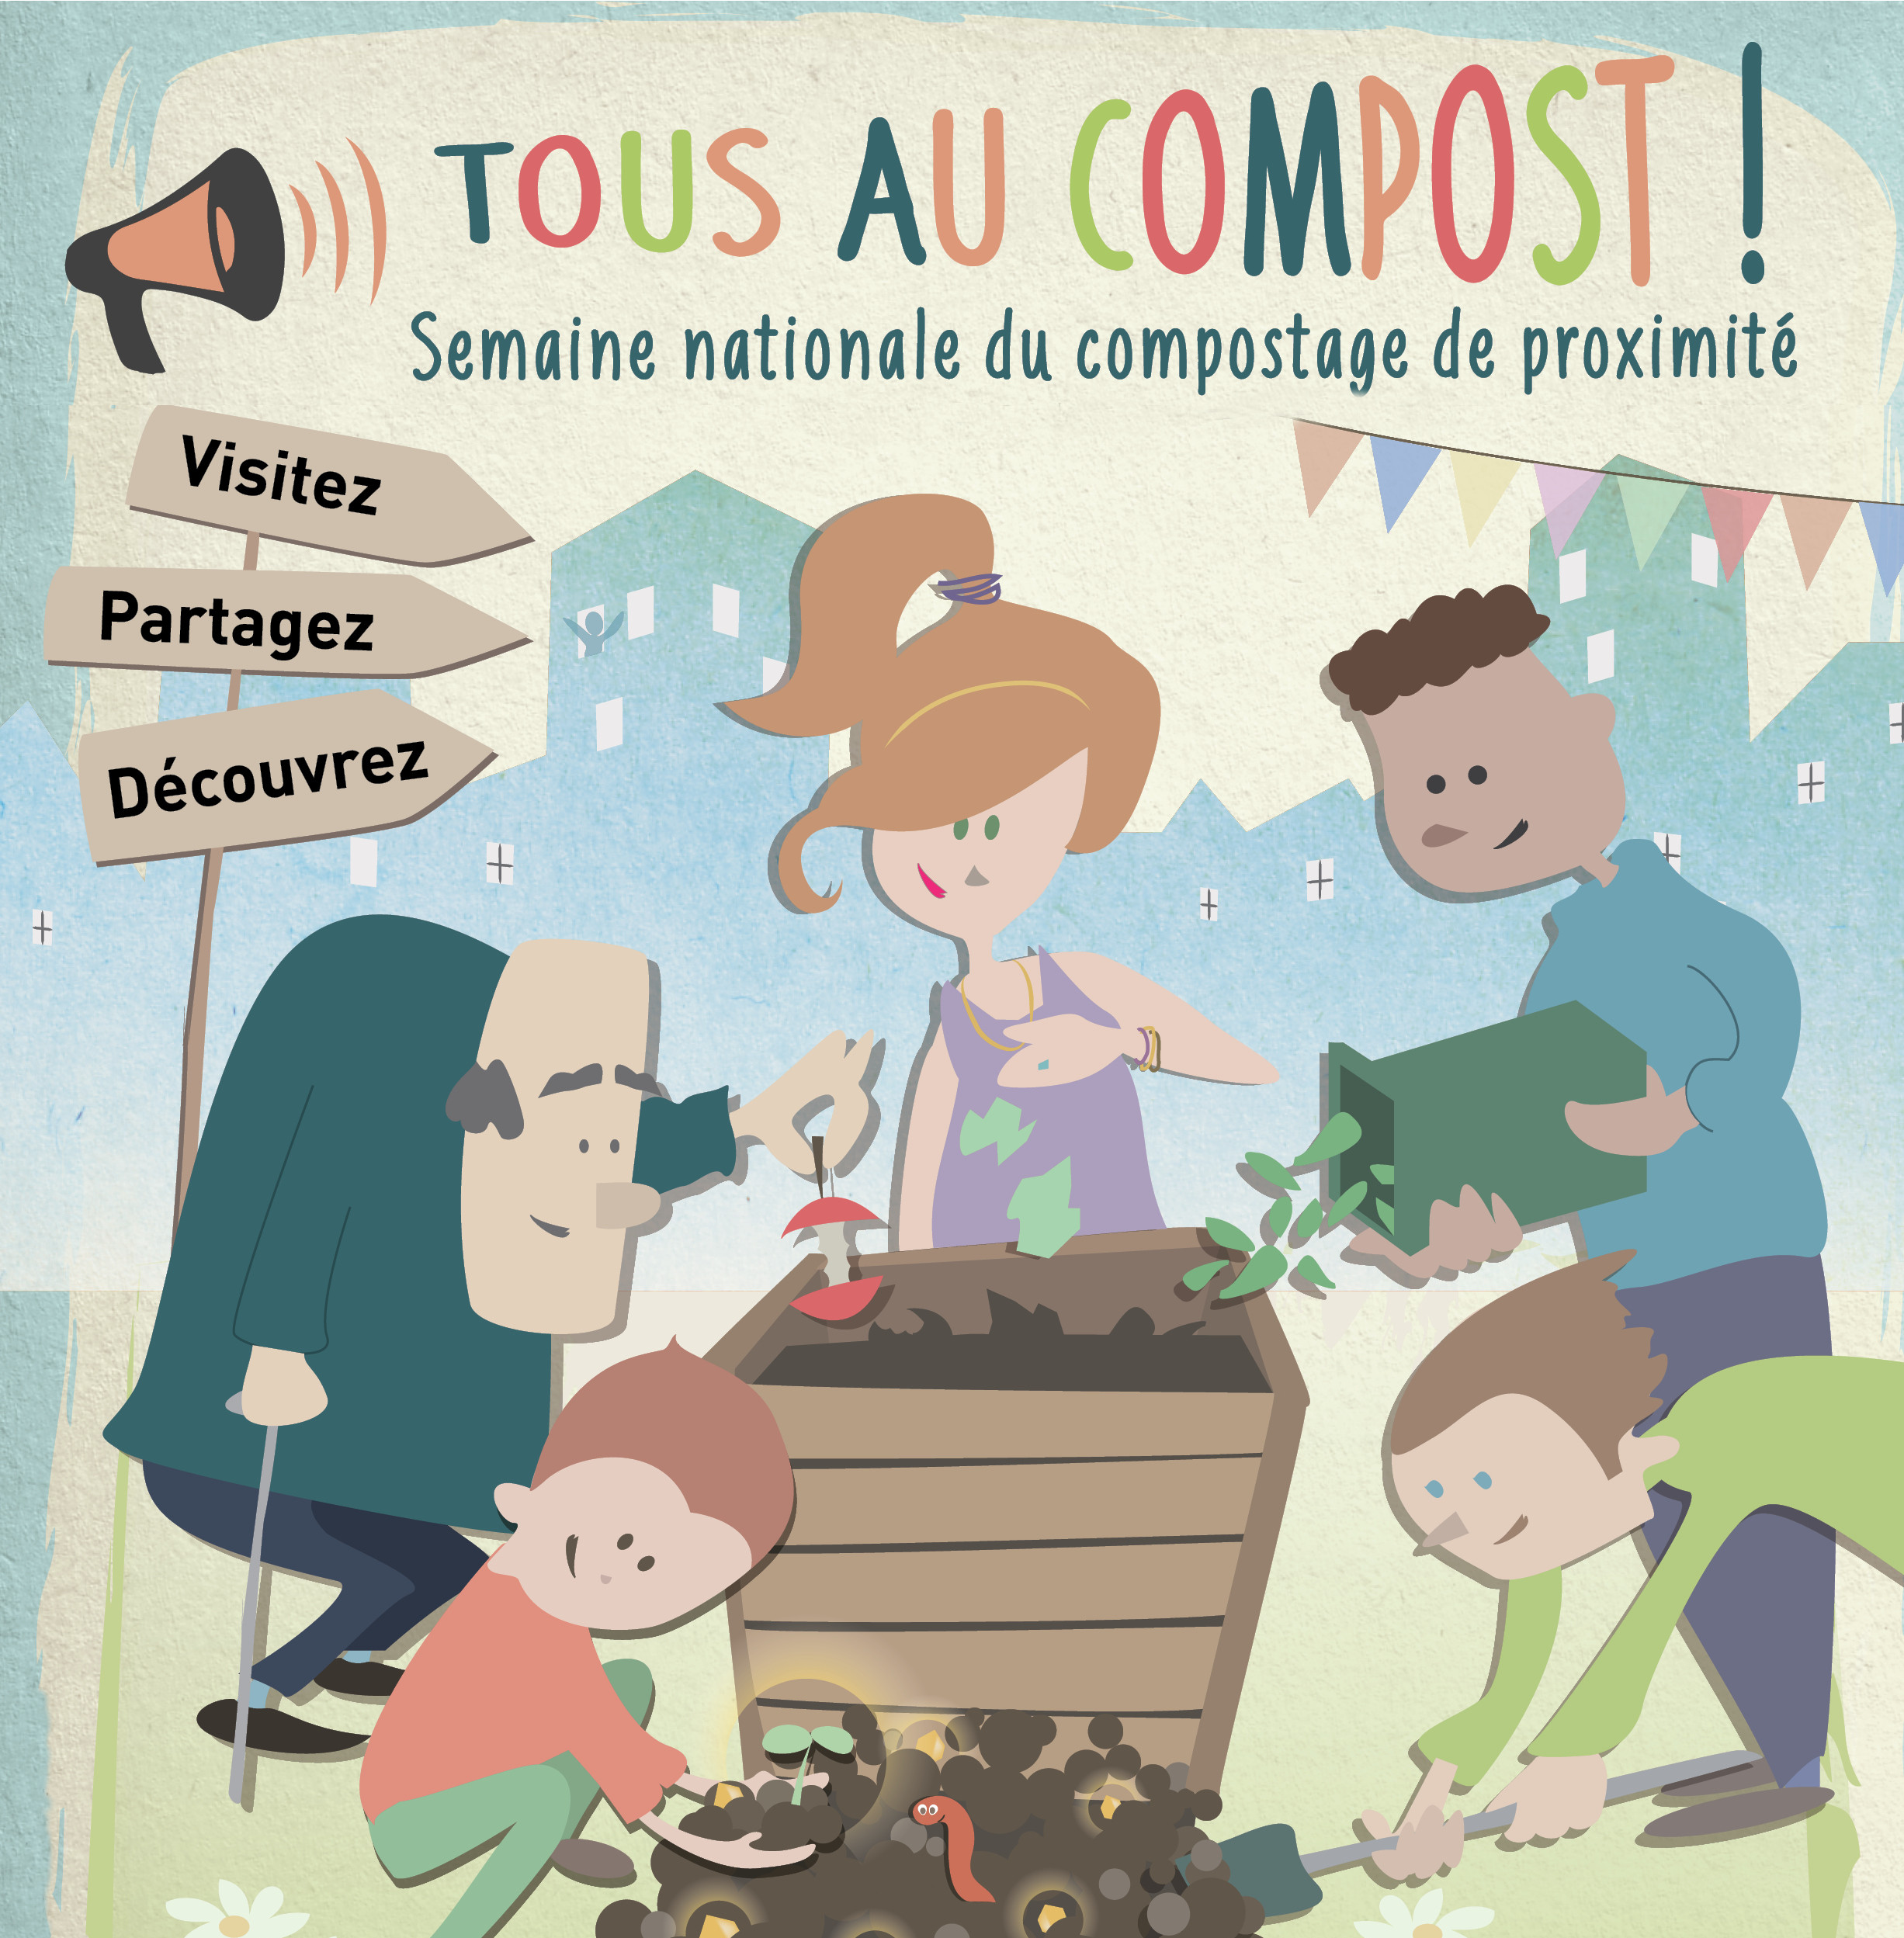 TOUS AU COMPOST !
Semaine nationale du compostage de proximité
Visitez
Partagez
Découvrez